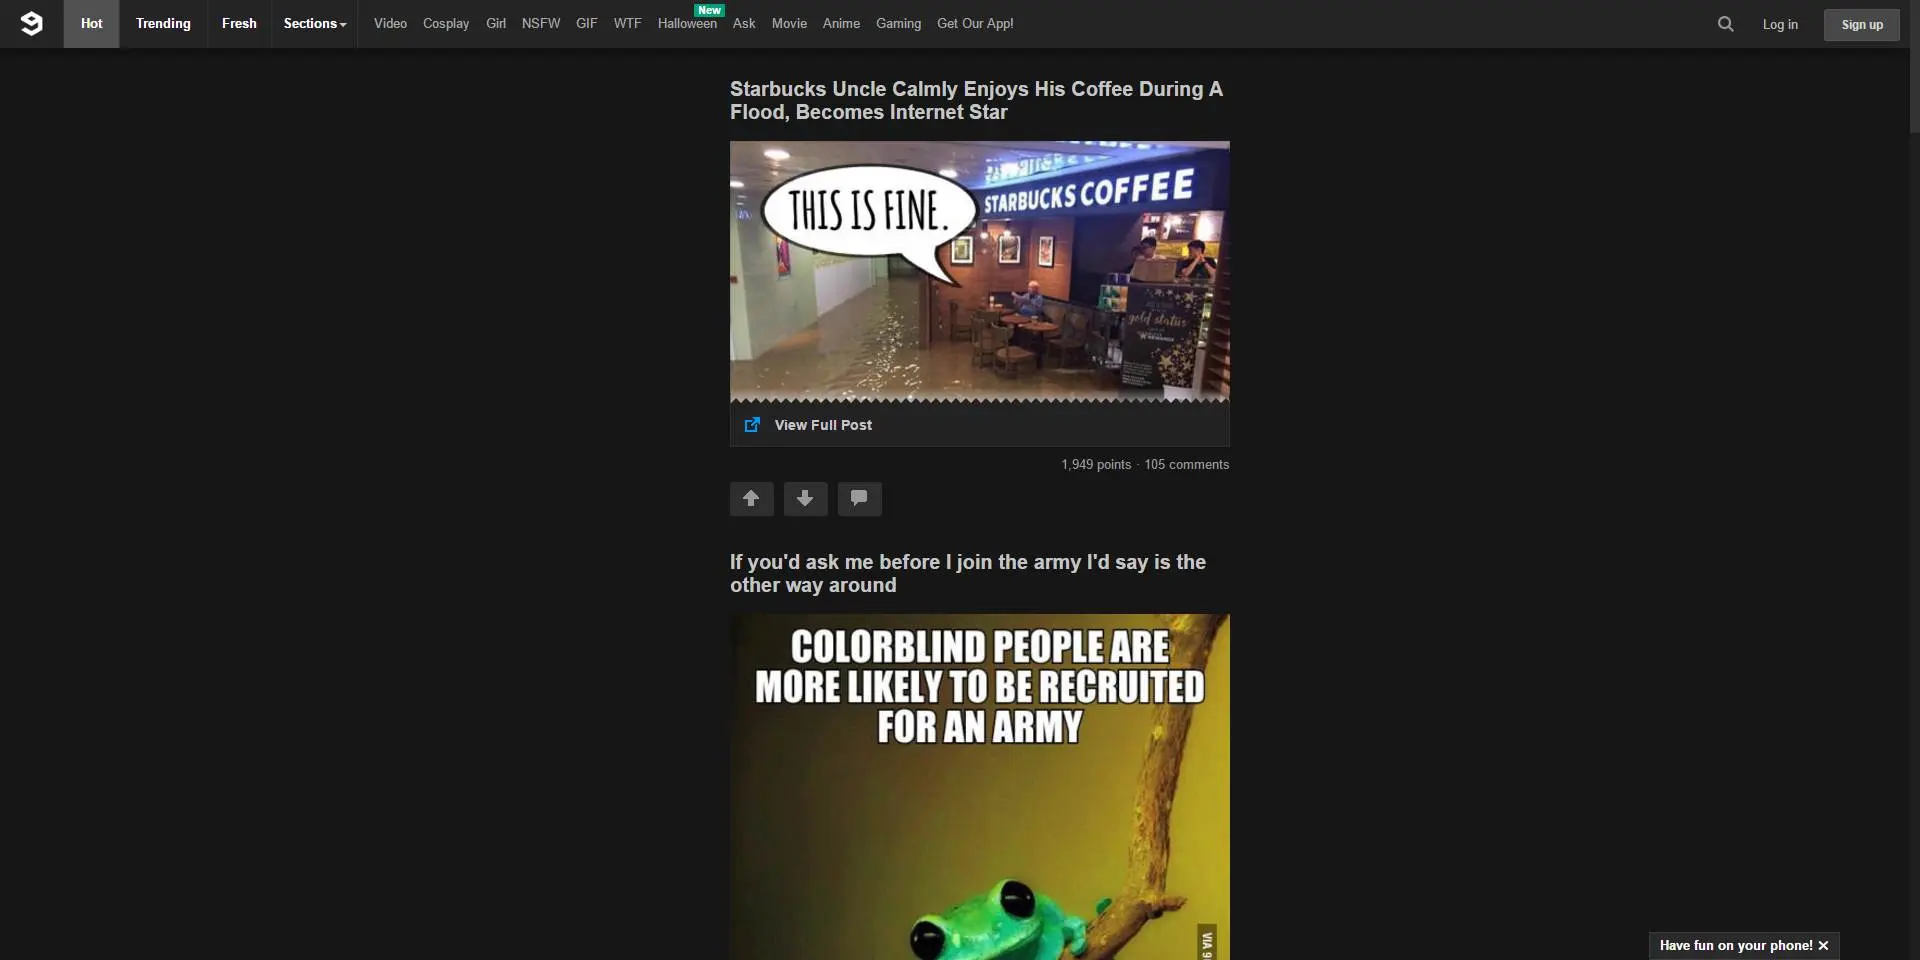 Hot Trending Fresh Sections Video Cosplay Girl NSFW GIF WTF Halloween New Ask Movie Anime Gaming Get Our App! Log in Sign up
Starbucks Uncle Calmly Enjoys His Coffee During A
Flood, Becomes Internet Star
THIS IS FINE.
STARBUCKS COFFEE
gold status
View Full Post
1,949 points · 105 comments
If you'd ask me before I join the army I'd say is the
other way around
COLORBLIND PEOPLE ARE
MORE LIKELY TO BE RECRUITED
FOR AN ARMY
VIA 9
Have fun on your phone!